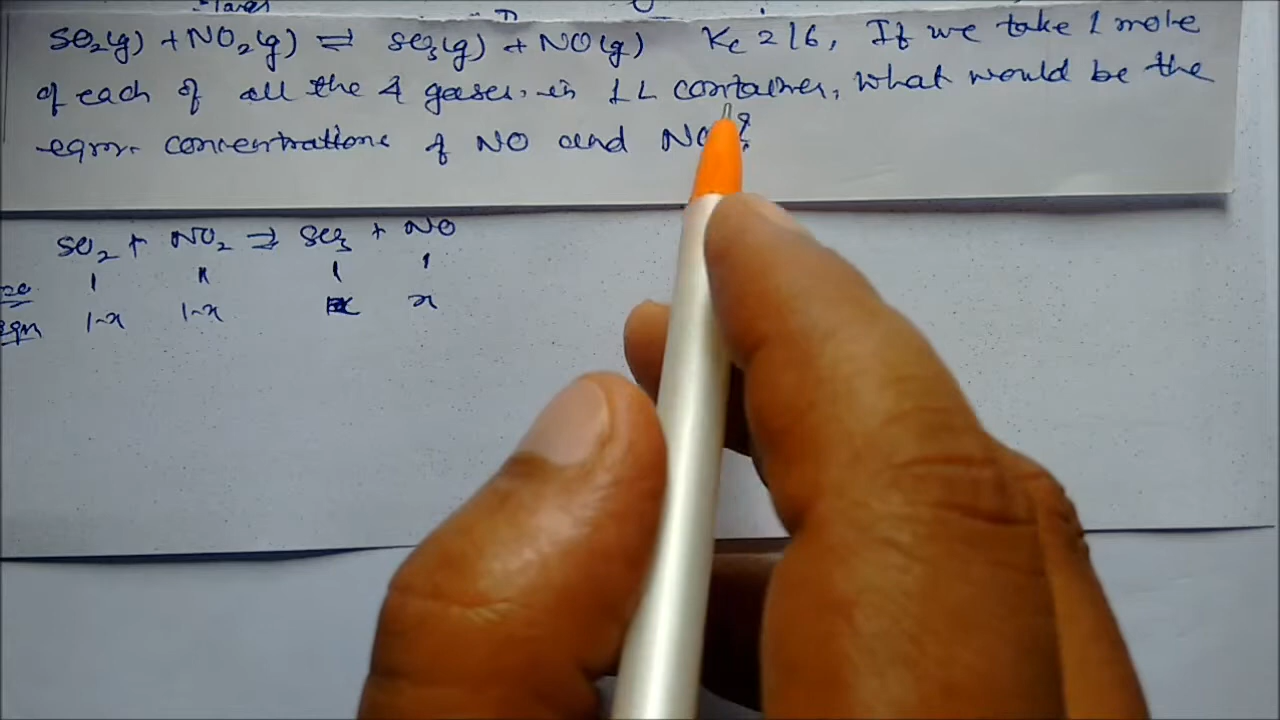 SO2(g) + NO2(g) ⇌ SO3(g) + NO(g) Kc = 16, If we take 1 mole
of each of all the 4 gases in 1L container, what would be the
eqm. concentrations of NO and ?
SO2 + NO2 ⇌ SO3 + NO
1 1 1 1
eqm 1-x 1-x x